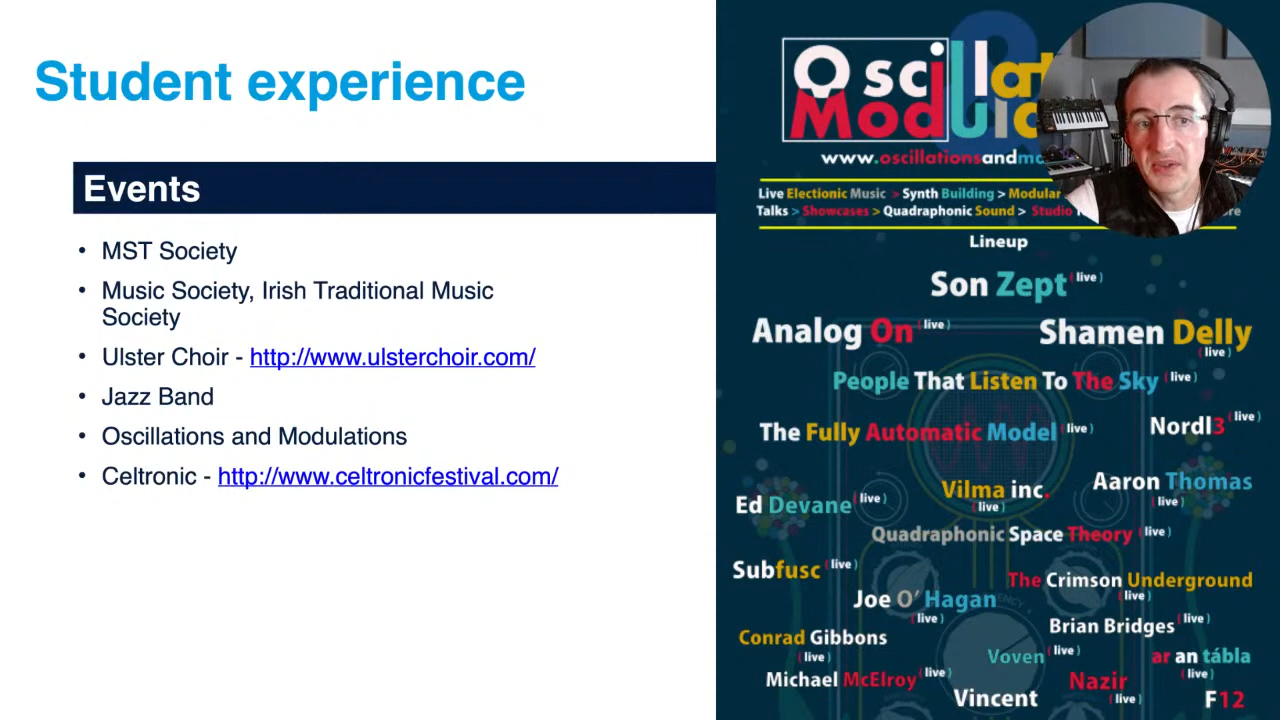 Student experience
Events
• MST Society
• Music Society, Irish Traditional Music
Society
• Ulster Choir - http://www.ulsterchoir.com/
• Jazz Band
• Oscillations and Modulations
• Celtronic - http://www.celtronicfestival.com/
&
Oscillat
Modula
www.oscillationsandmo
Live Electionic Music > Synth Building > Modular
Talks > Showcases > Quadraphonic Sound > Studio
Lineup
Son Zept (live)
Analog On (live)
Shamen Delly
(live)
People That Listen To The Sky (live)
The Fully Automatic Model (live)
Nordl3 (live)
Ed Devane (live)
Vilma inc.
(live)
Aaron Thomas
(live)
Quadraphonic Space Theory (live)
Subfusc (live)
The Crimson Underground
(live)
Joe O' Hagan
(live)
Brian Bridges (live)
Conrad Gibbons
(live)
Voven (live)
ar an tábla
(live)
Michael McElroy (live)
Nazir
(live)
Vincent
F12